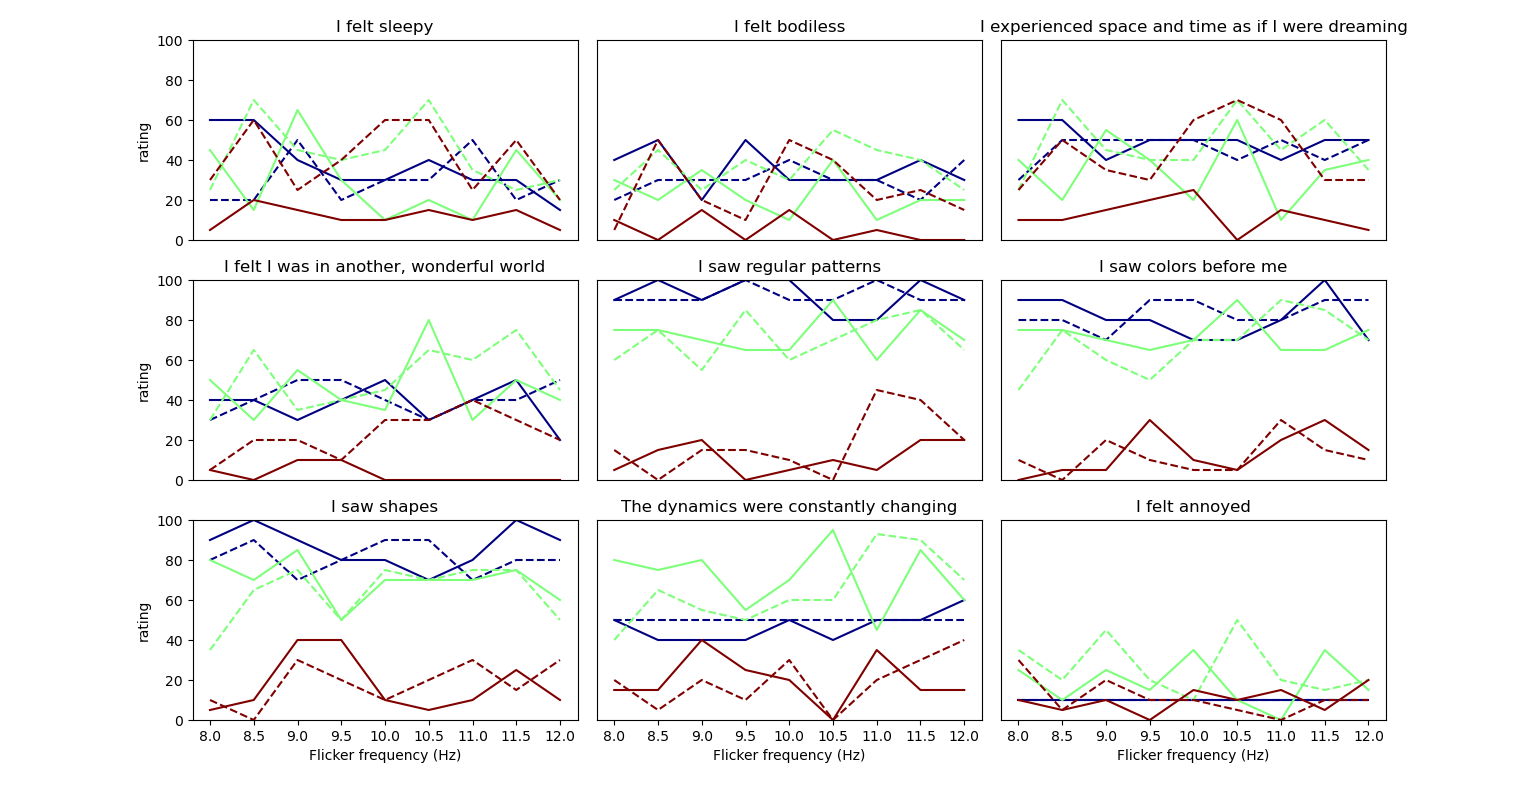 I felt sleepy
I felt bodiless
I experienced space and time as if I were dreaming
100
80
60
40
20
0
rating
I felt I was in another, wonderful world
I saw regular patterns
I saw colors before me
100
80
60
40
20
0
rating
I saw shapes
The dynamics were constantly changing
I felt annoyed
100
80
60
40
20
0
rating
8.0 8.5 9.0 9.5 10.0 10.5 11.0 11.5 12.0
8.0 8.5 9.0 9.5 10.0 10.5 11.0 11.5 12.0
8.0 8.5 9.0 9.5 10.0 10.5 11.0 11.5 12.0
Flicker frequency (Hz)
Flicker frequency (Hz)
Flicker frequency (Hz)